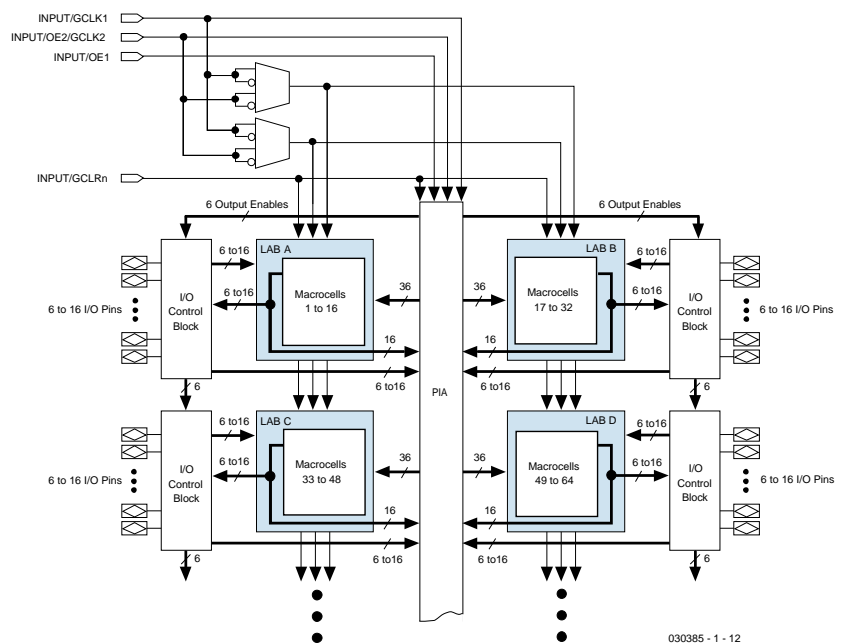 INPUT/GCLK1
INPUT/OE2/GCLK2
INPUT/OE1
INPUT/GCLRn
6 Output Enables
6 Output Enables
LAB A
LAB B
6 to16
6 to16
I/O
Control
Block
6 to 16 I/O Pins
6 to16
Macrocells
1 to 16
36
36
Macrocells
17 to 32
6 to16
I/O
Control
Block
6 to 16 I/O Pins
16
16
6 to16
6 to16
PIA
6
6
LAB C
LAB D
6 to16
6 to16
I/O
Control
Block
6 to 16 I/O Pins
6 to16
Macrocells
33 to 48
36
36
Macrocells
49 to 64
6 to16
I/O
Control
Block
6 to 16 I/O Pins
16
16
6 to16
6 to16
6
6
030385 - 1 - 12